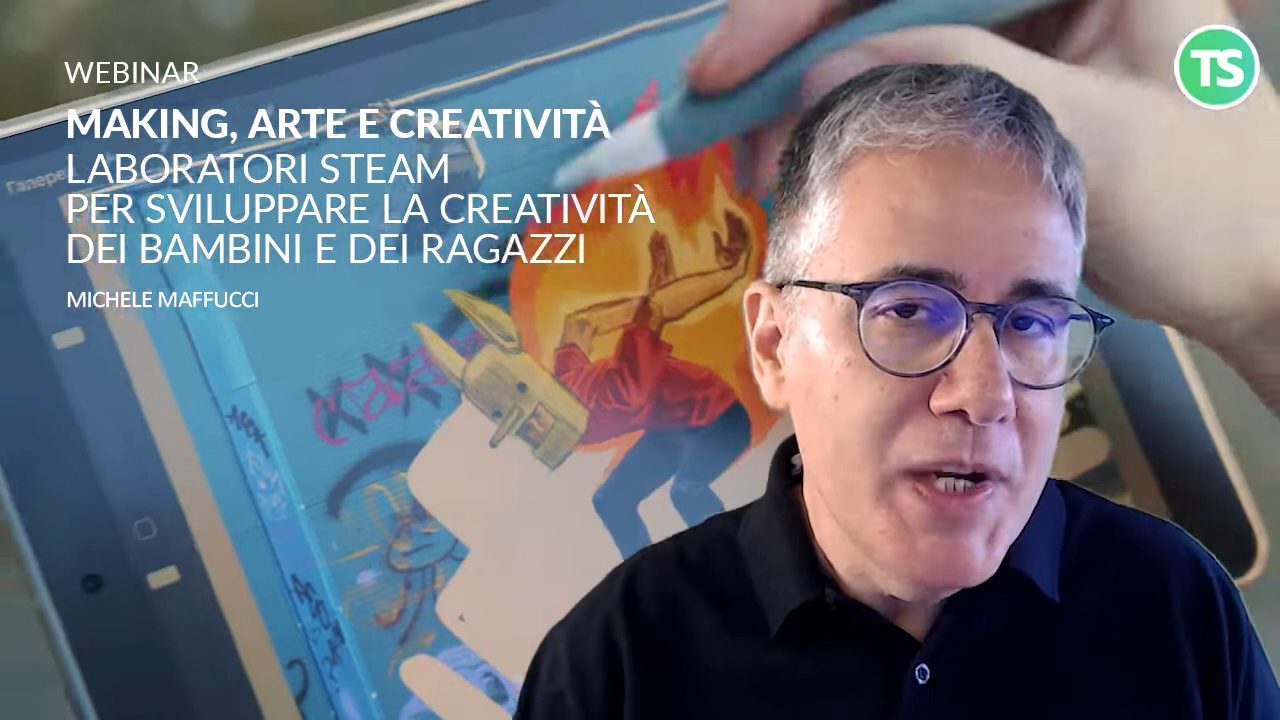 WEBINAR
MAKING, ARTE E CREATIVITÀ
LABORATORI STEAM
PER SVILUPPARE LA CREATIVITÀ
DEI BAMBINI E DEI RAGAZZI
MICHELE MAFFUCCI
TS